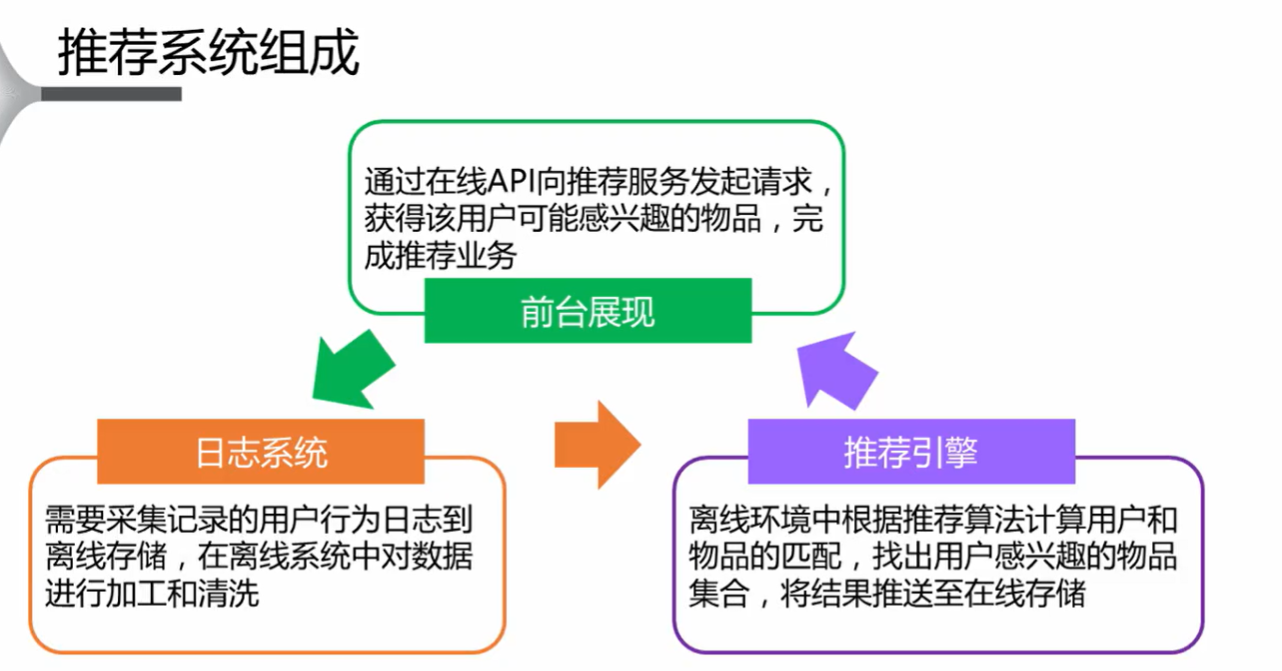 推荐系统组成
通过在线API向推荐服务发起请求，
获得该用户可能感兴趣的物品，完
成推荐业务
前台展现
日志系统
需要采集记录的用户行为日志到
离线存储，在离线系统中对数据
进行加工和清洗
推荐引擎
离线环境中根据推荐算法计算用户和
物品的匹配，找出用户感兴趣的物品
集合，将结果推送至在线存储